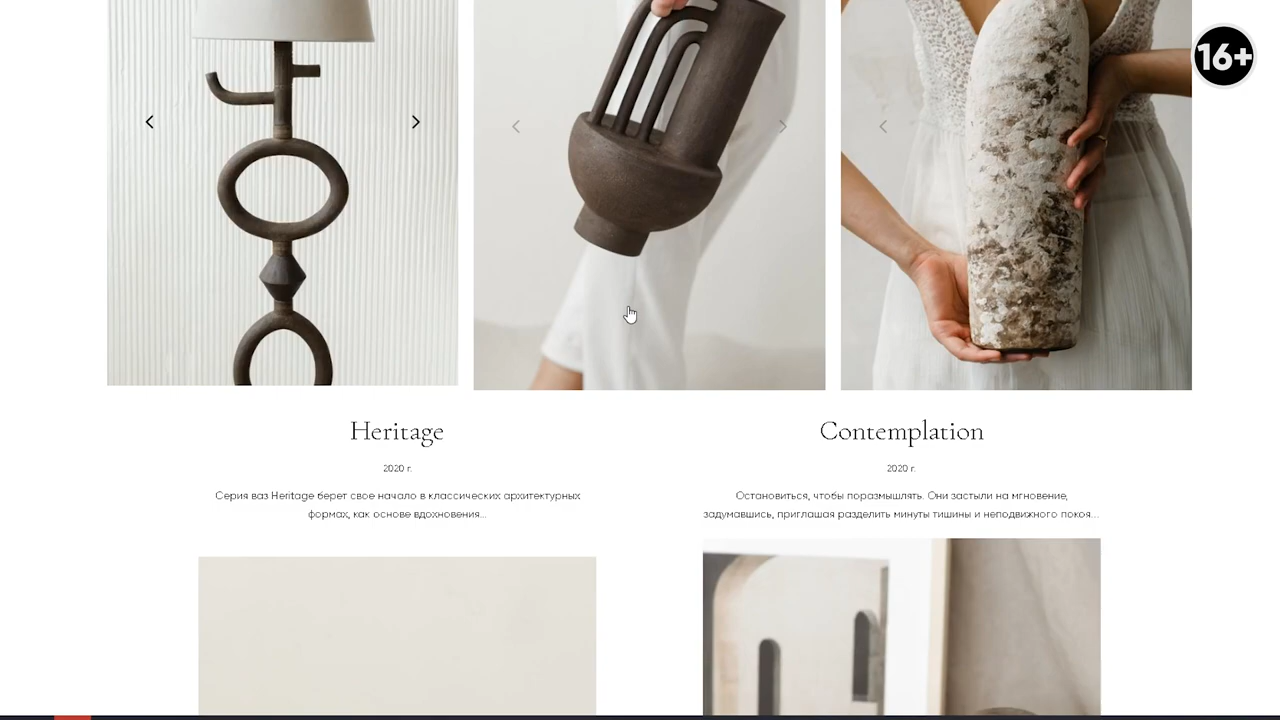 16+
Heritage
2020 г.
Серия ваз Heritage берет свое начало в классических архитектурных
формах, как основе вдохновения...
Contemplation
2020 г.
Остановиться, чтобы поразмышлять. Они застыли на мгновение,
задумавшись, приглашая разделить минуты тишины и неподвижного покоя...